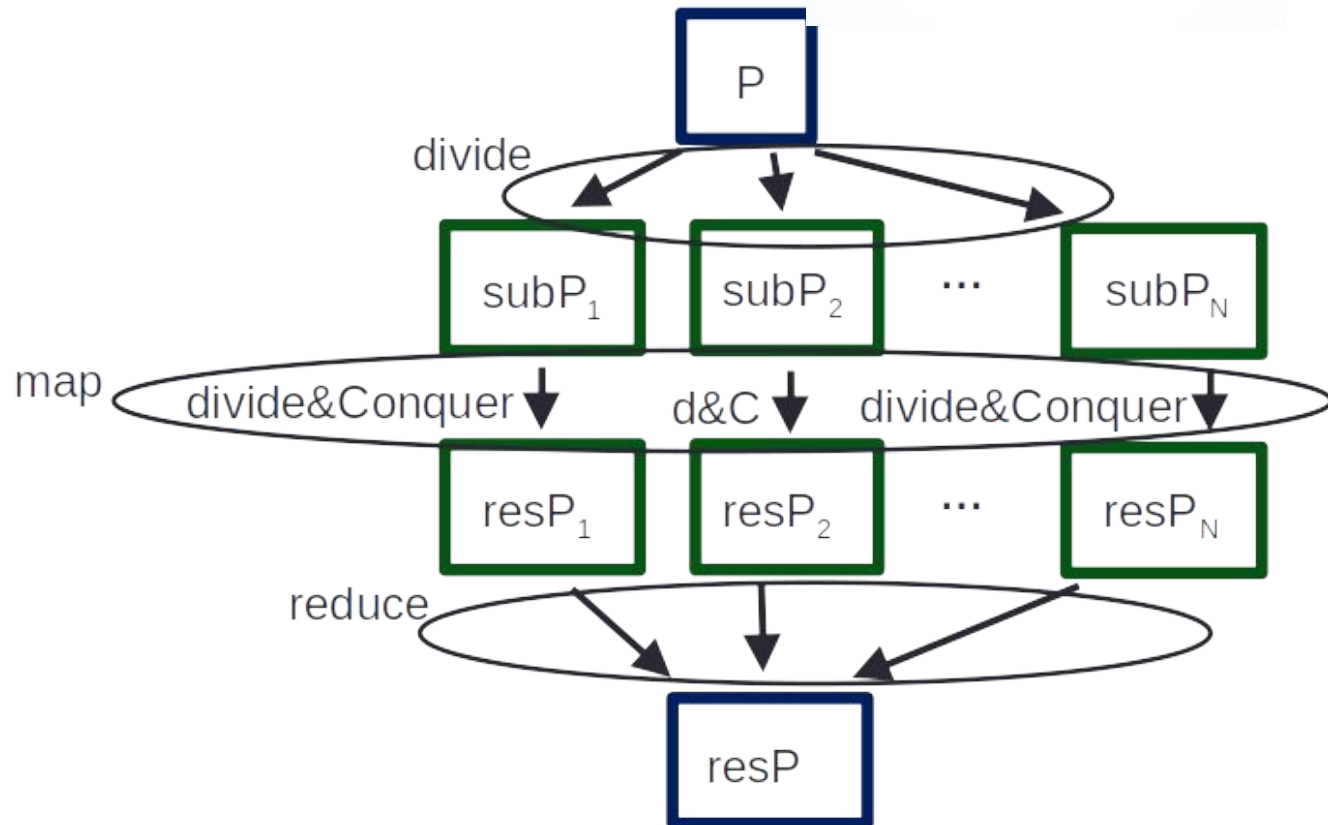 P
divide
subP1 subP2 ... subPN
map
divide&Conquer d&C divide&Conquer
resP1 resP2 ... resPN
reduce
resP